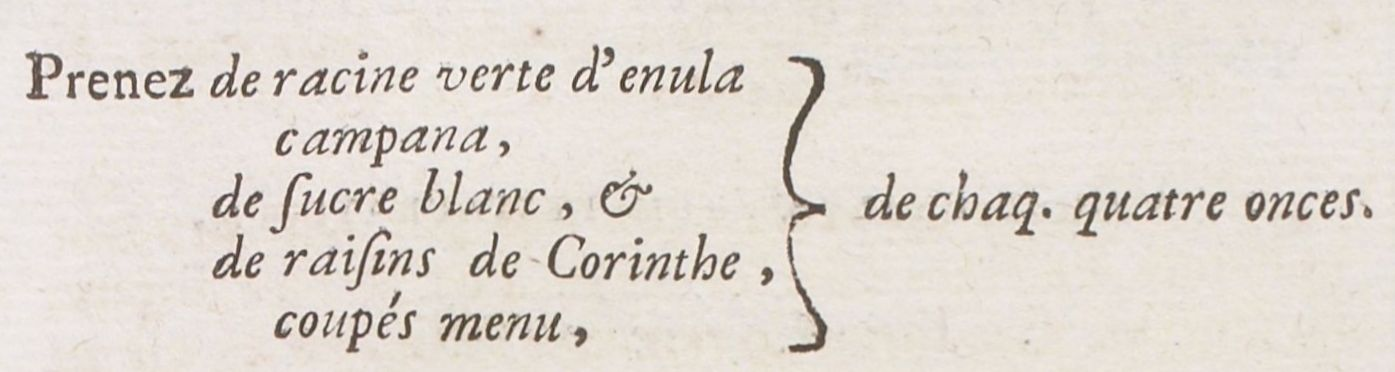 Prenez de racine verte d'enula
campana,
de ſucre blanc, &
de raiſins de Corinthe,
coupés menu,
de chaq. quatre onces.